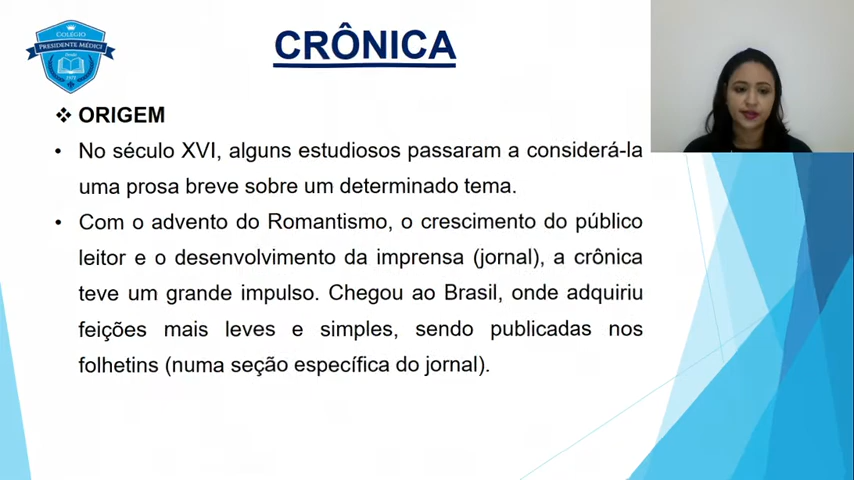 COLÉGIO
PRESIDENTE MÉDICI
CRÔNICA
❖ ORIGEM
• No século XVI, alguns estudiosos passaram a considerá-la
uma prosa breve sobre um determinado tema.
• Com o advento do Romantismo, o crescimento do público
leitor e o desenvolvimento da imprensa (jornal), a crônica
teve um grande impulso. Chegou ao Brasil, onde adquiriu
feições mais leves e simples, sendo publicadas nos
folhetins (numa seção específica do jornal).